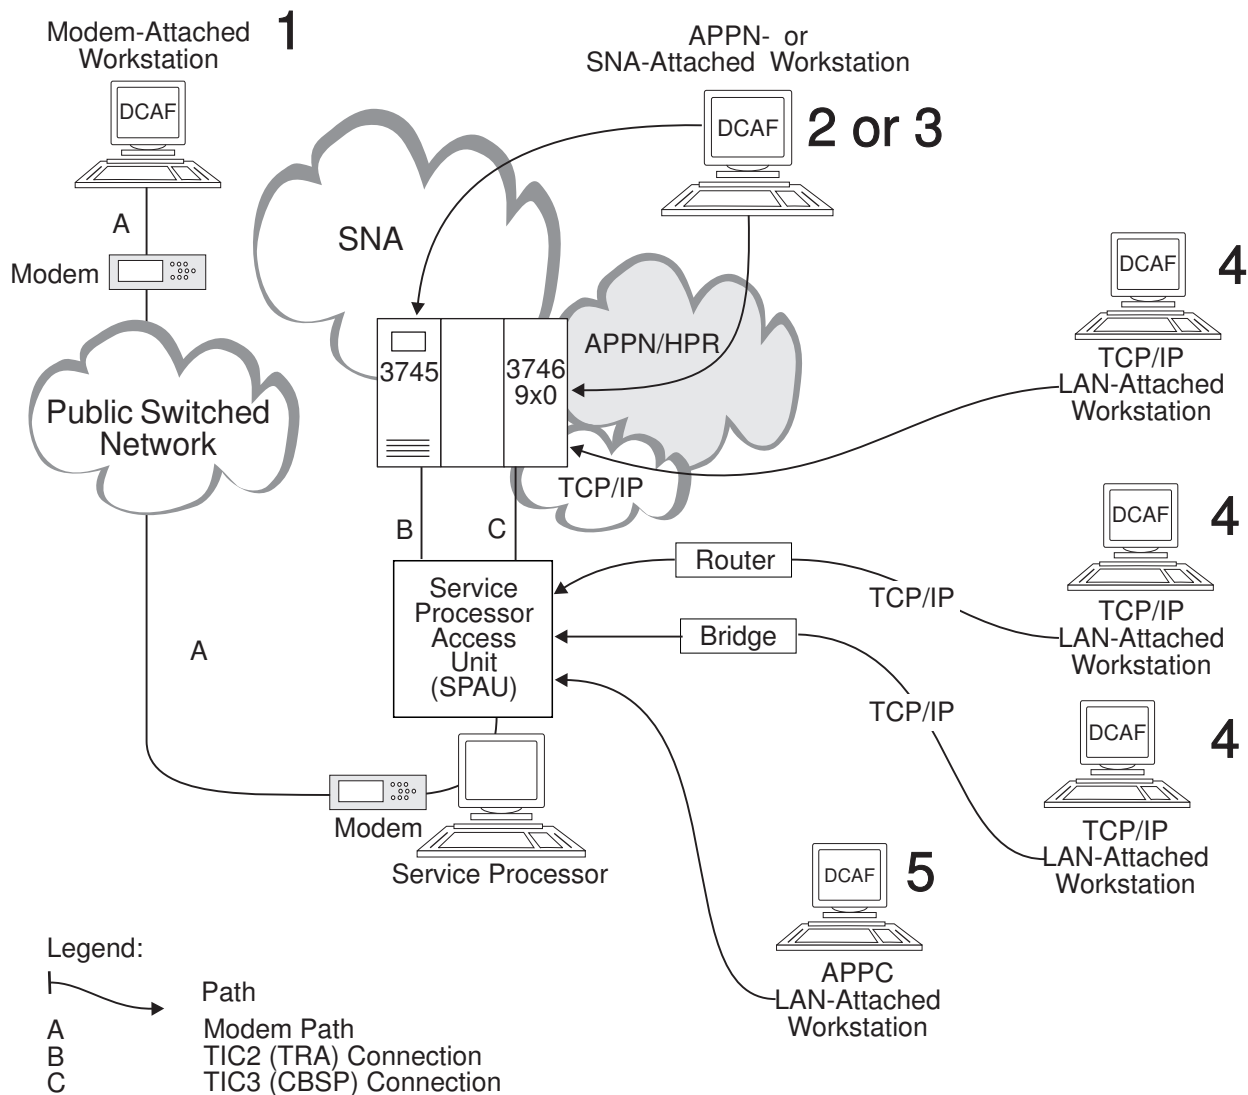 Modem-Attached
Workstation
1
DCAF
A
Modem
Public Switched
Network
A
APPN- or
SNA-Attached Workstation
DCAF
2 or 3
SNA
APPN/HPR
3745
3746
9x0
TCP/IP
B
C
DCAF
4
TCP/IP
LAN-Attached
Workstation
Router
TCP/IP
DCAF
4
TCP/IP
LAN-Attached
Workstation
Service
Processor
Access
Unit
(SPAU)
Bridge
TCP/IP
DCAF
4
TCP/IP
LAN-Attached
Workstation
Modem
Service Processor
DCAF
5
APPC
LAN-Attached
Workstation
Legend:
Path
A Modem Path
B TIC2 (TRA) Connection
C TIC3 (CBSP) Connection